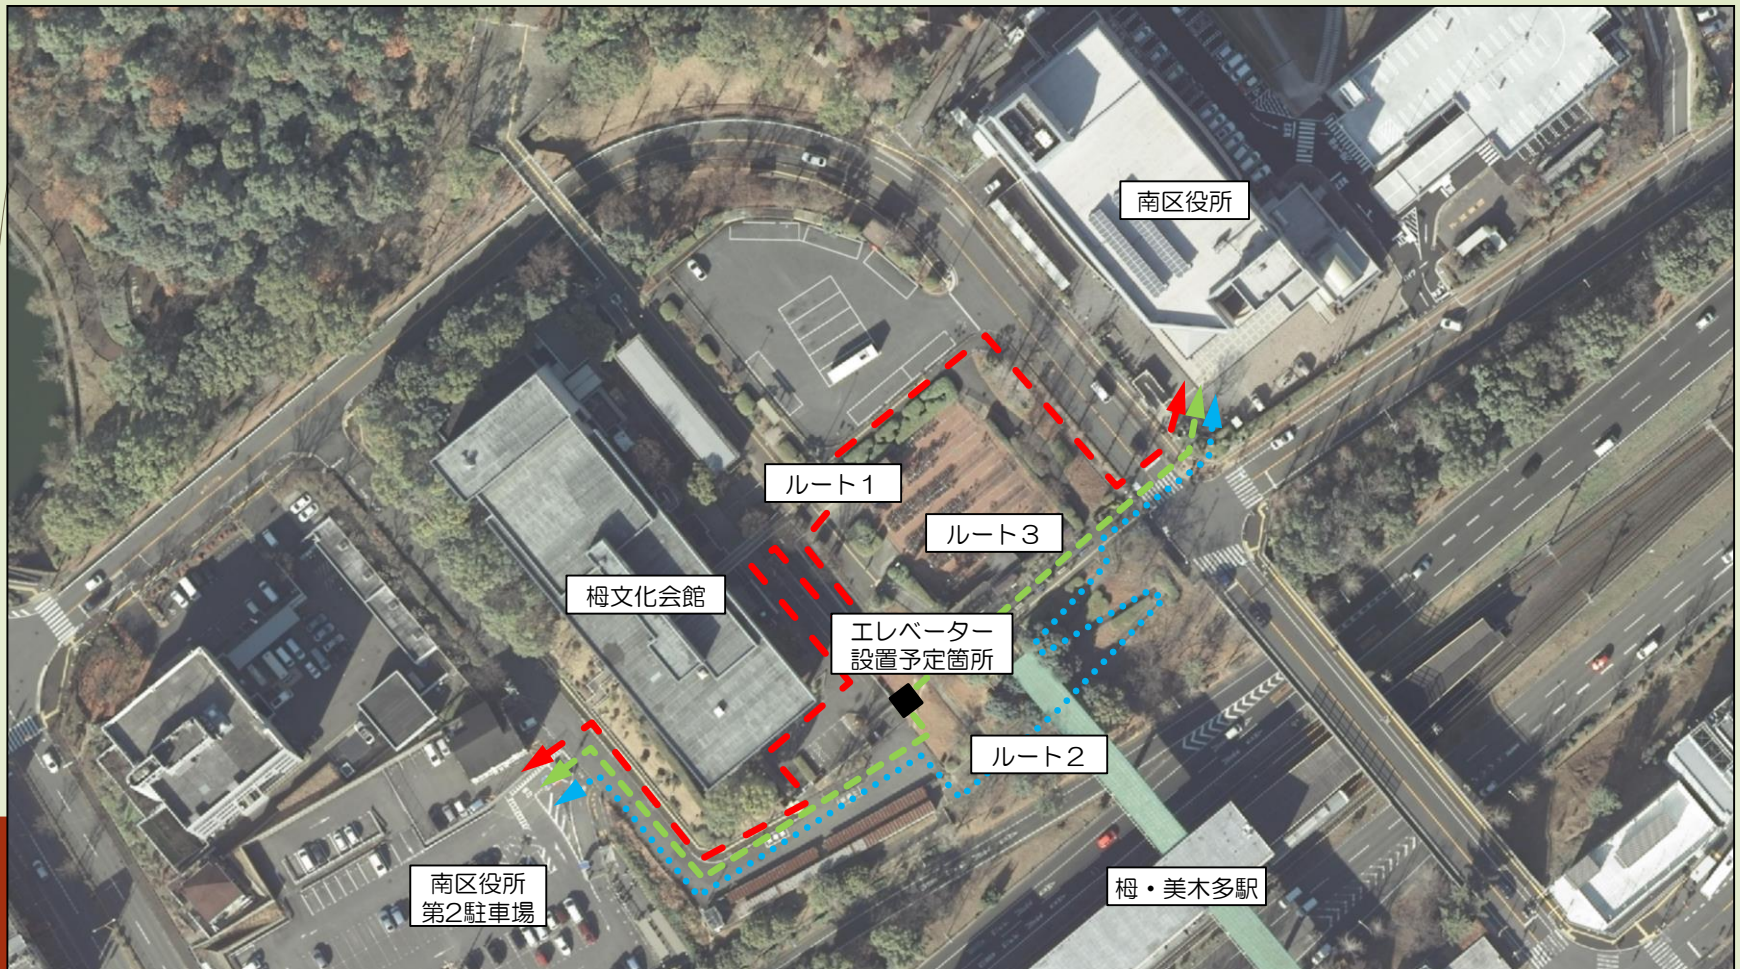 南区役所
ルート１
ルート３
栂文化会館
エレベーター
設置予定箇所
ルート２
南区役所
第2駐車場
栂・美木多駅